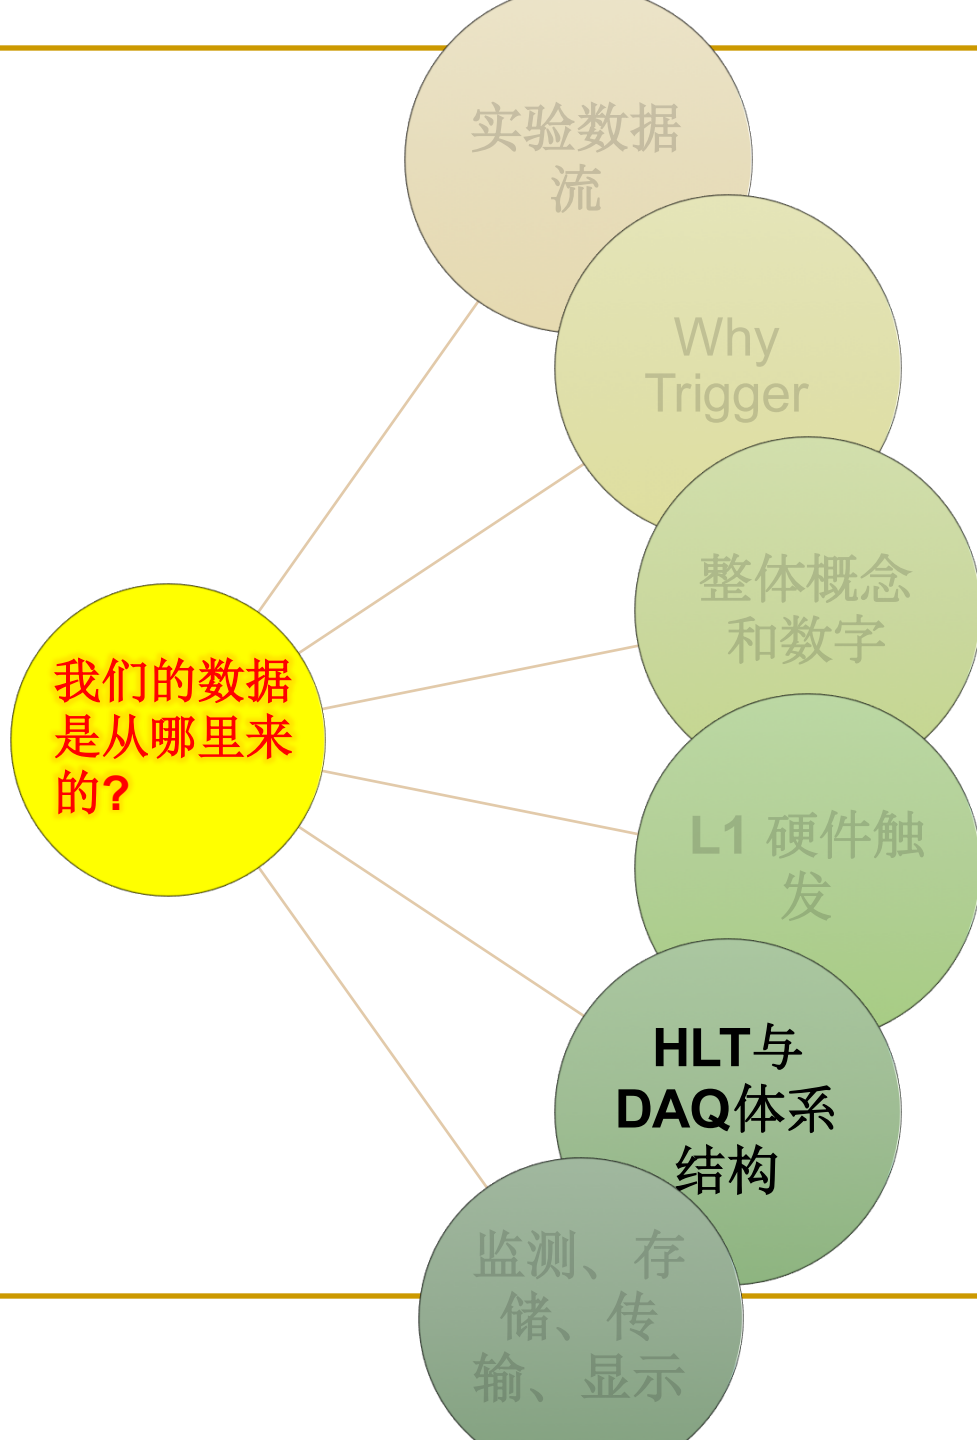 实验数据
流
Why
Trigger
整体概念
和数字
我们的数据
是从哪里来
的?
L1 硬件触
发
HLT与
DAQ体系
结构
监测、存
储、传
输、显示